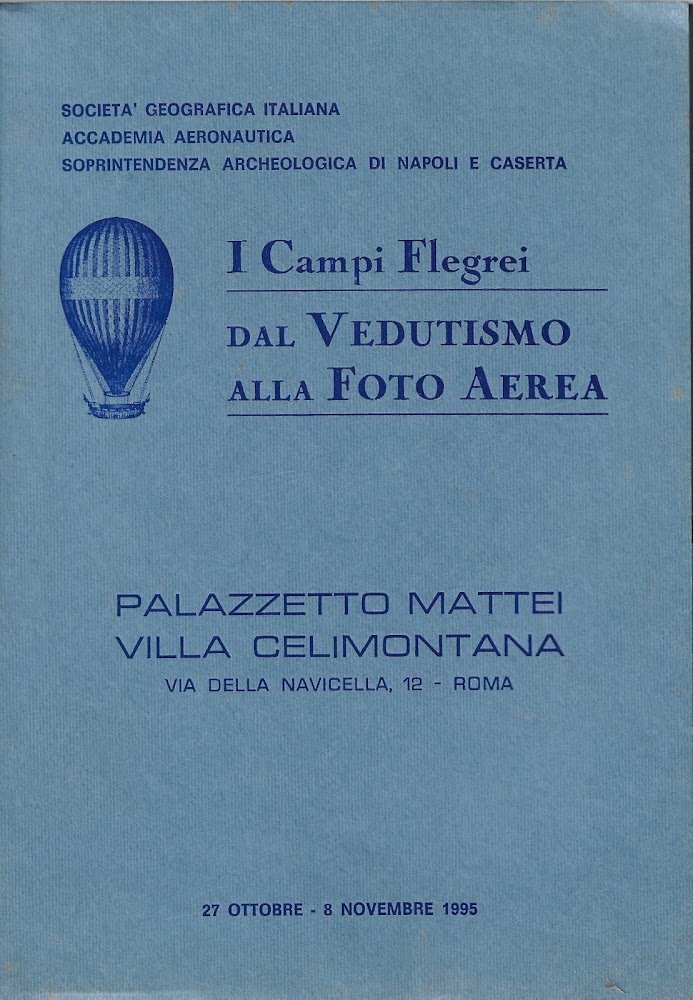 SOCIETA' GEOGRAFICA ITALIANA
ACCADEMIA AERONAUTICA
SOPRINTENDENZA ARCHEOLOGICA DI NAPOLI E CASERTA
I CAMPI FLEGREI
DAL VEDUTISMO
ALLA FOTO AEREA
PALAZZETTO MATTEI
VILLA CELIMONTANA
VIA DELLA NAVICELLA, 12 - ROMA
27 OTTOBRE - 8 NOVEMBRE 1995